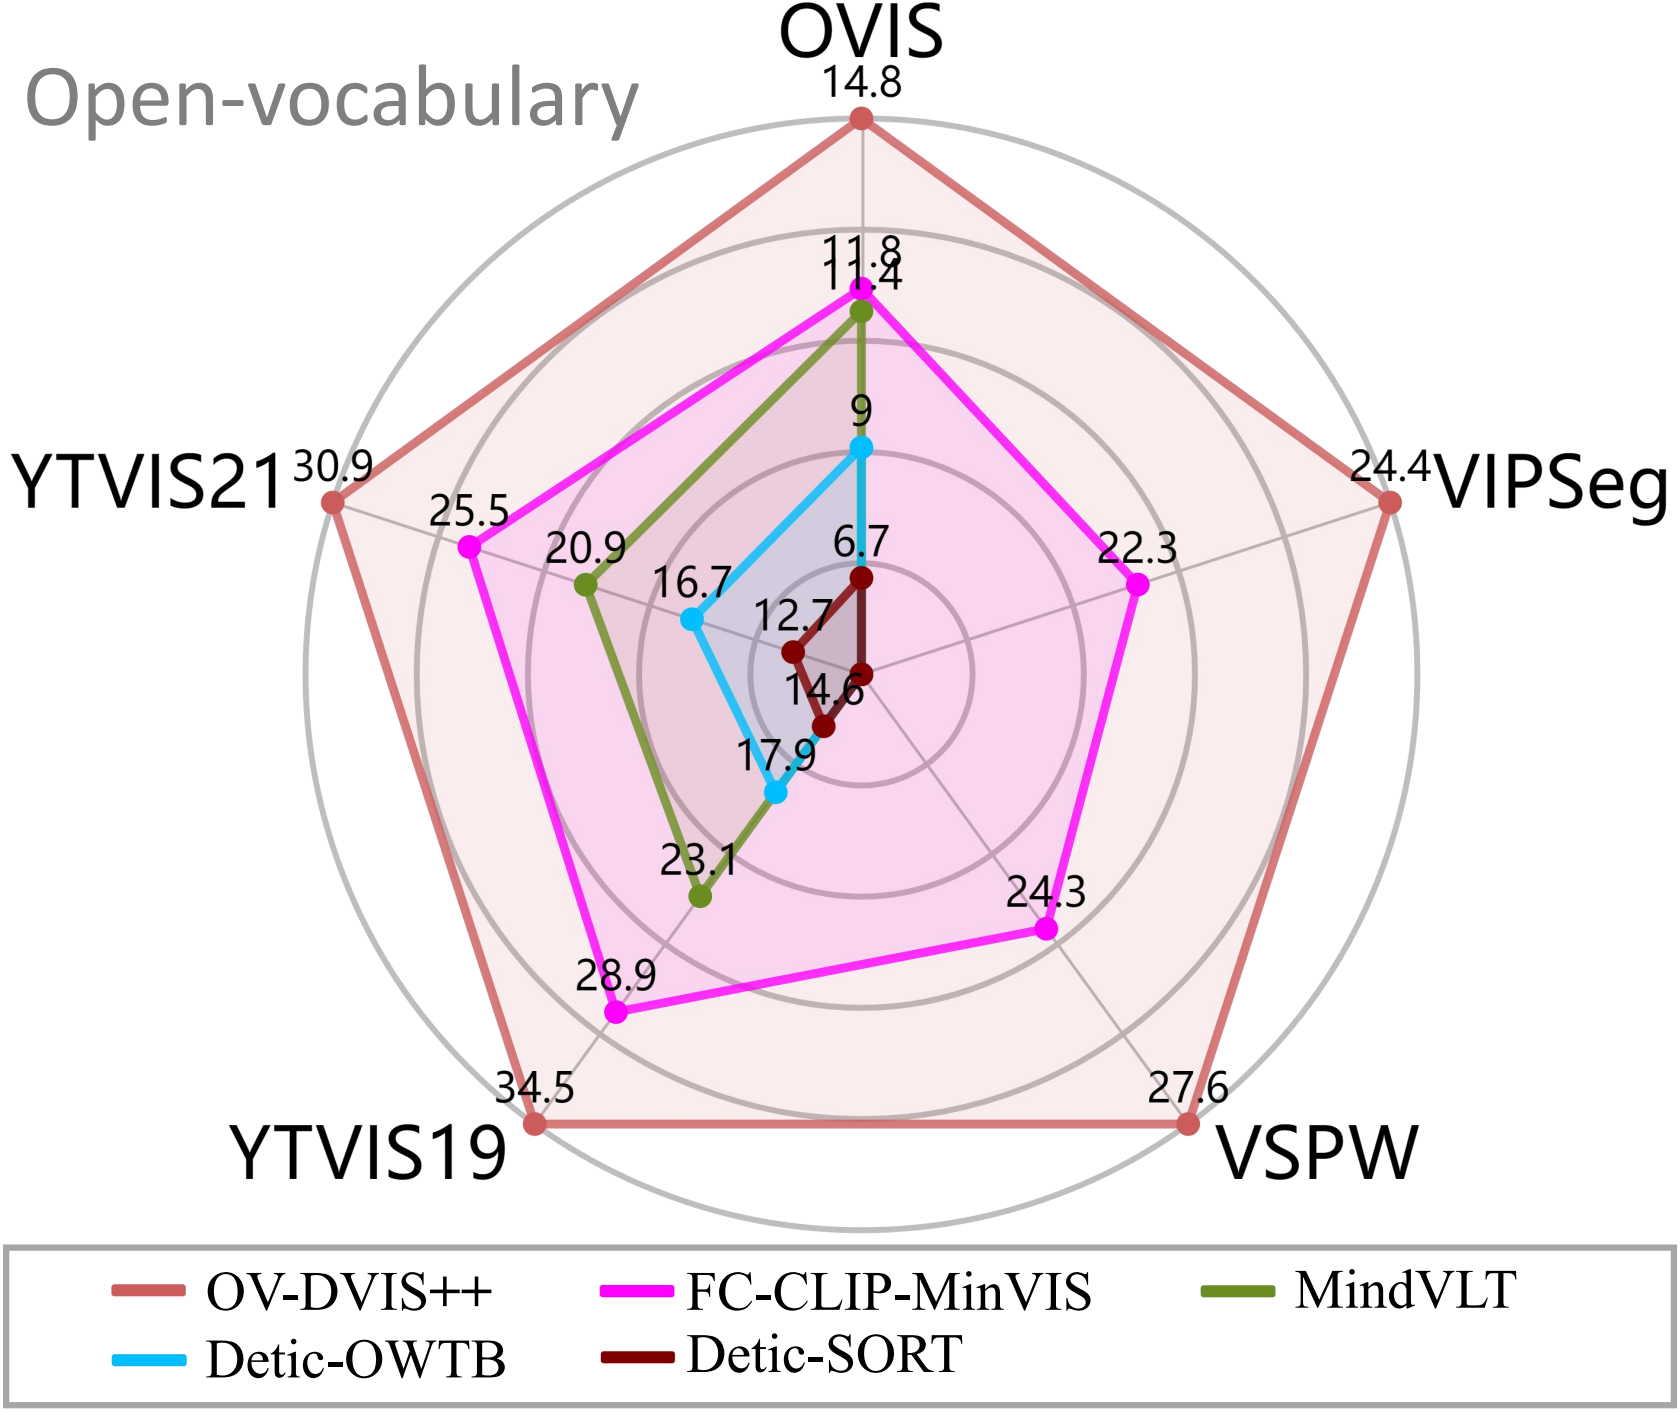 OVIS
Open-vocabulary
14.8
11.8
11.4
9
6.7
YTVIS21
30.9
25.5
20.9
16.7
12.7
24.4
VIPSeg
22.3
14.6
17.9
23.1
28.9
34.5
YTVIS19
24.3
27.6
VSPW
OV-DVIS++
FC-CLIP-MinVIS
MindVLT
Detic-OWTB
Detic-SORT